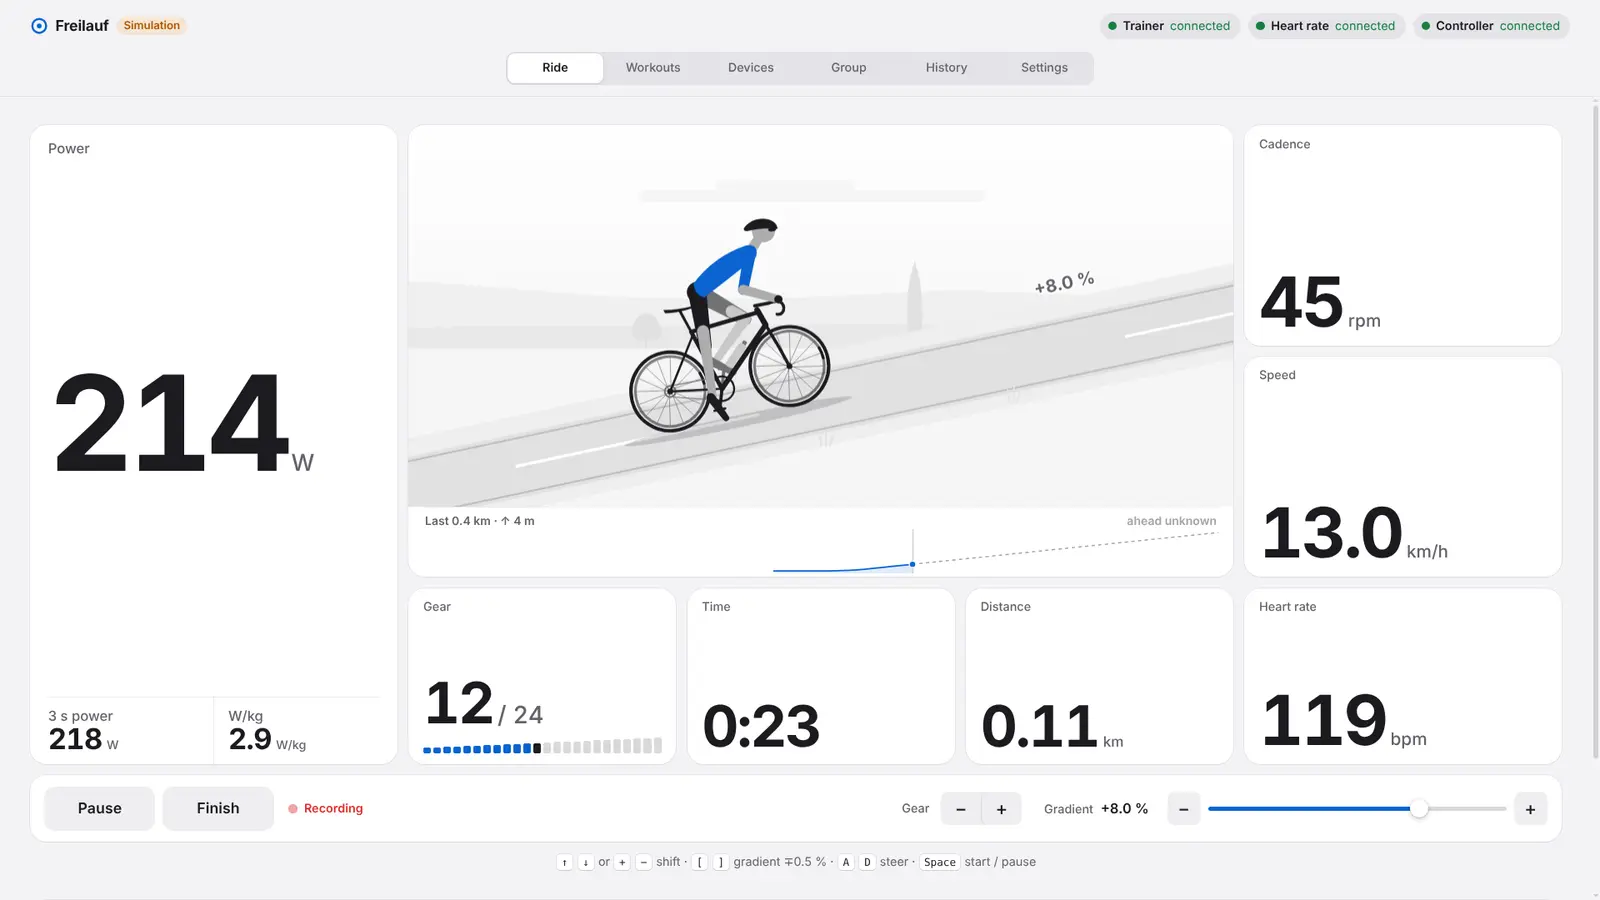 Freilauf Simulation
Trainer connected
Heart rate connected
Controller connected
Ride Workouts Devices Group History Settings
Power
214 W
3 s power
218 W
W/kg
2.9 W/kg
+8.0 %
Last 0.4 km · ↑ 4 m
ahead unknown
Cadence
45 rpm
Speed
13.0 km/h
Gear
12 / 24
Time
0:23
Distance
0.11 km
Heart rate
119 bpm
Pause Finish Recording
Gear − +
Gradient +8.0 % − +
↑ ↓ or + − shift · [ ] gradient ∓0.5 % · A D steer · Space start / pause